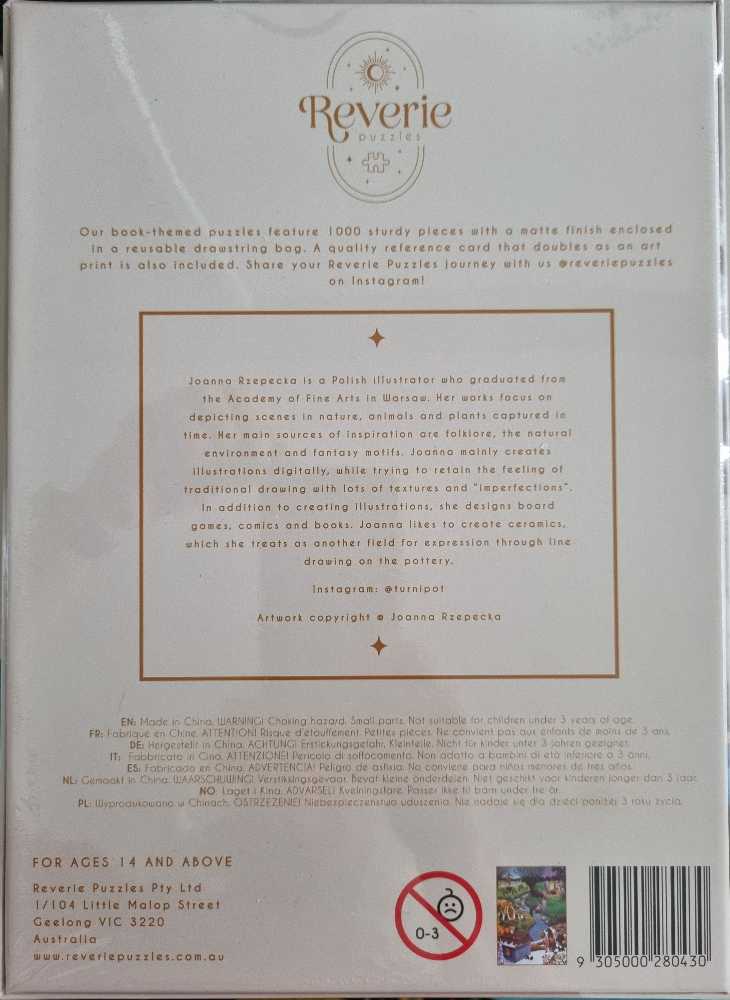 Reverie
puzzles
Our book-themed puzzles feature 1000 sturdy pieces with a matte finish enclosed
in a reusable drawstring bag. A quality reference card that doubles as an art
print is also included. Share your Reverie Puzzles journey with us @reveriepuzzles
on Instagram!
Joanna Rzepecka is a Polish illustrator who graduated from
the Academy of Fine Arts in Warsaw. Her works focus on
depicting scenes in nature, animals and plants captured in
time. Her main sources of inspiration are folklore, the natural
environment and fantasy motifs. Joanna mainly creates
illustrations digitally, while trying to retain the feeling of
traditional drawing with lots of textures and "imperfections".
In addition to creating illustrations, she designs board
games, comics and books. Joanna likes to create ceramics,
which she treats as another field for expression through line
drawing on the pottery.
Instagram: @turnipot
Artwork copyright © Joanna Rzepecka
EN: Made in China. WARNING! Choking hazard. Small parts. Not suitable for children under 3 years of age.
FR: Fabriqué en Chine. ATTENTION! Risque d'étouffement. Petites pièces. Ne convient pas aux enfants de moins de 3 ans.
DE: Hergestellt in China. ACHTUNG! Erstickungsgefahr. Kleinteile. Nicht für kinder unter 3 Jahren geeignet.
IT: Fabbricato in Cina. ATTENZIONE! Pericolo di soffocamento. Non adatto a bambini di età inferiore a 3 anni.
ES: Fabricado en China. ADVERTENCIA! Peligro de asfixia. No conviene para niños menores de tres años.
NL: Gemaakt in China. WAARSCHUWING! Verstikkingsgevaar. Bevat kleine onderdelen. Niet geschikt voor kinderen jonger dan 3 jaar.
NO: Laget i Kina. ADVARSEL! Kvelningsfare. Passer ikke til barn under tre år.
PL: Wyprodukowano w Chinach. OSTRZEŻENIE! Niebezpieczeństwo uduszenia. Nie nadaje się dla dzieci poniżej 3 roku życia.
FOR AGES 14 AND ABOVE
Reverie Puzzles Pty Ltd
1/104 Little Malop Street
Geelong VIC 3220
Australia
www.reveriepuzzles.com.au
0-3
9 305000 280430